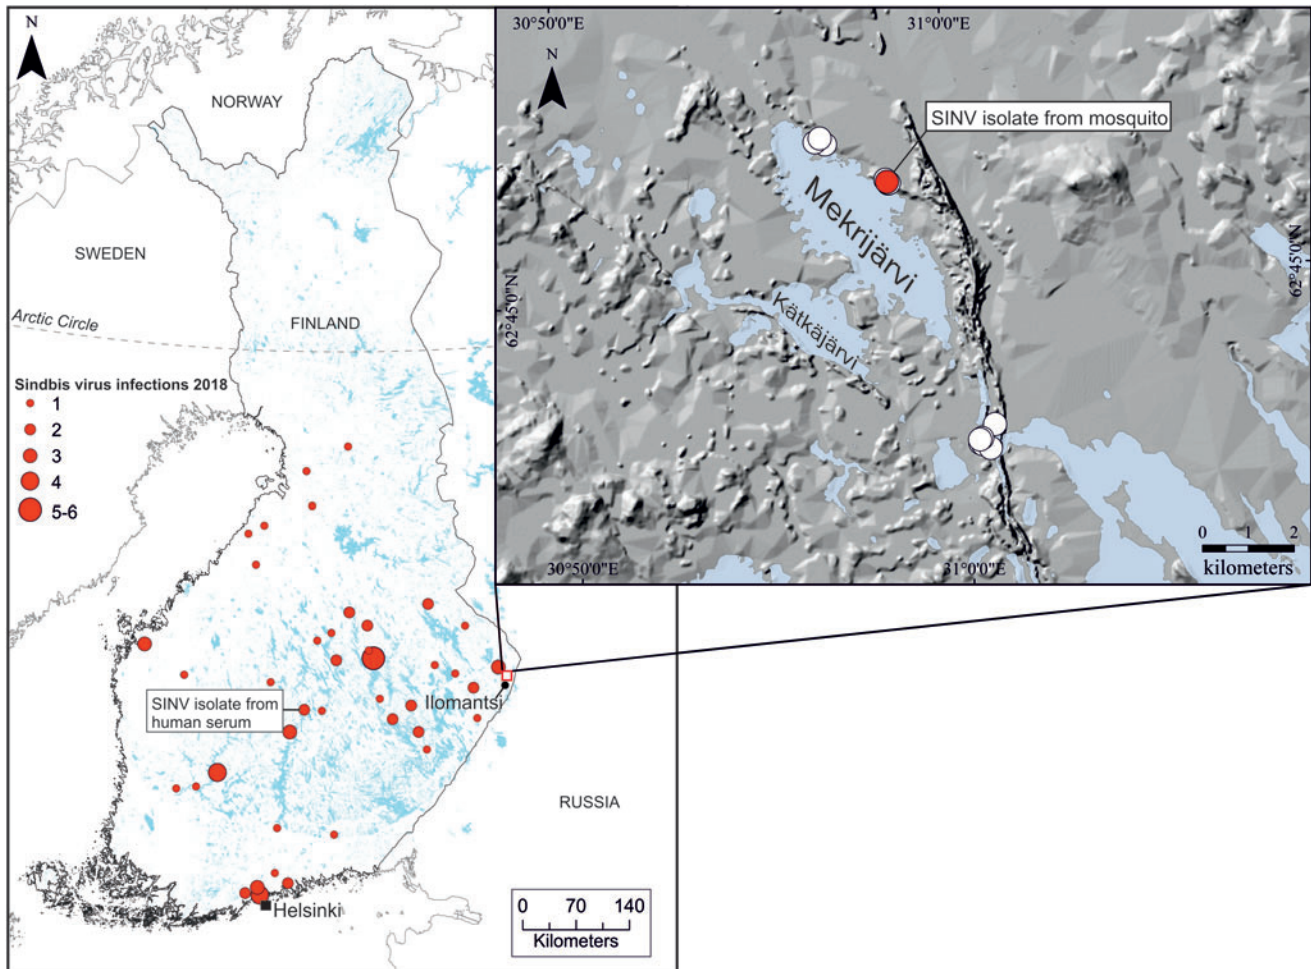 N
NORWAY
SWEDEN
Arctic Circle
FINLAND
Sindbis virus infections 2018
1
2
3
4
5-6
SINV isolate from
human serum
Ilomantsi
RUSSIA
Helsinki
0 70 140
Kilometers
30°50'0"E
31°0'0"E
N
SINV isolate from mosquito
Mekrijärvi
Kätkäjärvi
62°45'0"N
62°45'0"N
0 1 2
kilometers
30°50'0"E
31°0'0"E